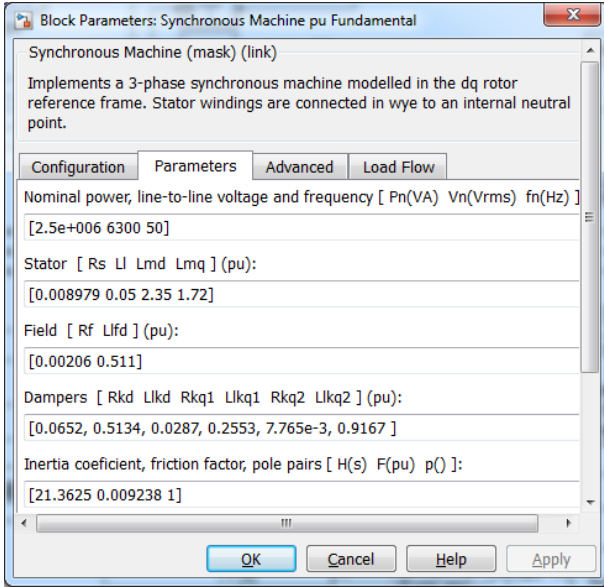 Block Parameters: Synchronous Machine pu Fundamental
Synchronous Machine (mask) (link)
Implements a 3-phase synchronous machine modelled in the dq rotor
reference frame. Stator windings are connected in wye to an internal neutral
point.
Configuration Parameters Advanced Load Flow
Nominal power, line-to-line voltage and frequency [ Pn(VA) Vn(Vrms) fn(Hz) ]
[2.5e+006 6300 50]
Stator [ Rs Ll Lmd Lmq ] (pu):
[0.008979 0.05 2.35 1.72]
Field [ Rf Llfd ] (pu):
[0.00206 0.511]
Dampers [ Rkd Llkd Rkq1 Llkq1 Rkq2 Llkq2 ] (pu):
[0.0652, 0.5134, 0.0287, 0.2553, 7.765e-3, 0.9167 ]
Inertia coeficient, friction factor, pole pairs [ H(s) F(pu) p() ]:
[21.3625 0.009238 1]
OK Cancel Help Apply